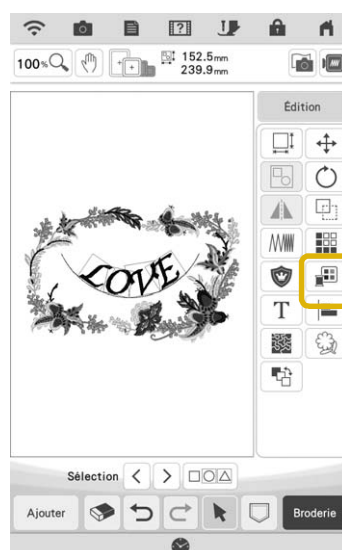 100%
152.5mm
239.9mm
Édition
LOVE
T
Sélection
Ajouter
Broderie